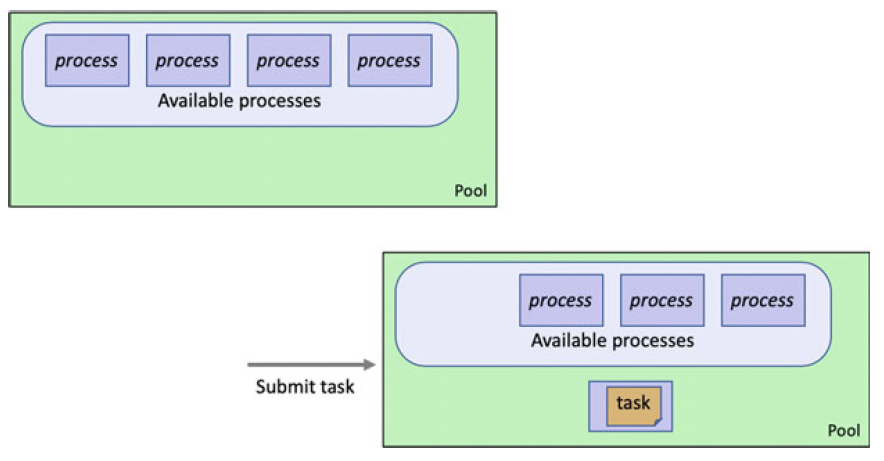 process process process process
Available processes
Pool
process process process
Available processes
Submit task
task
Pool